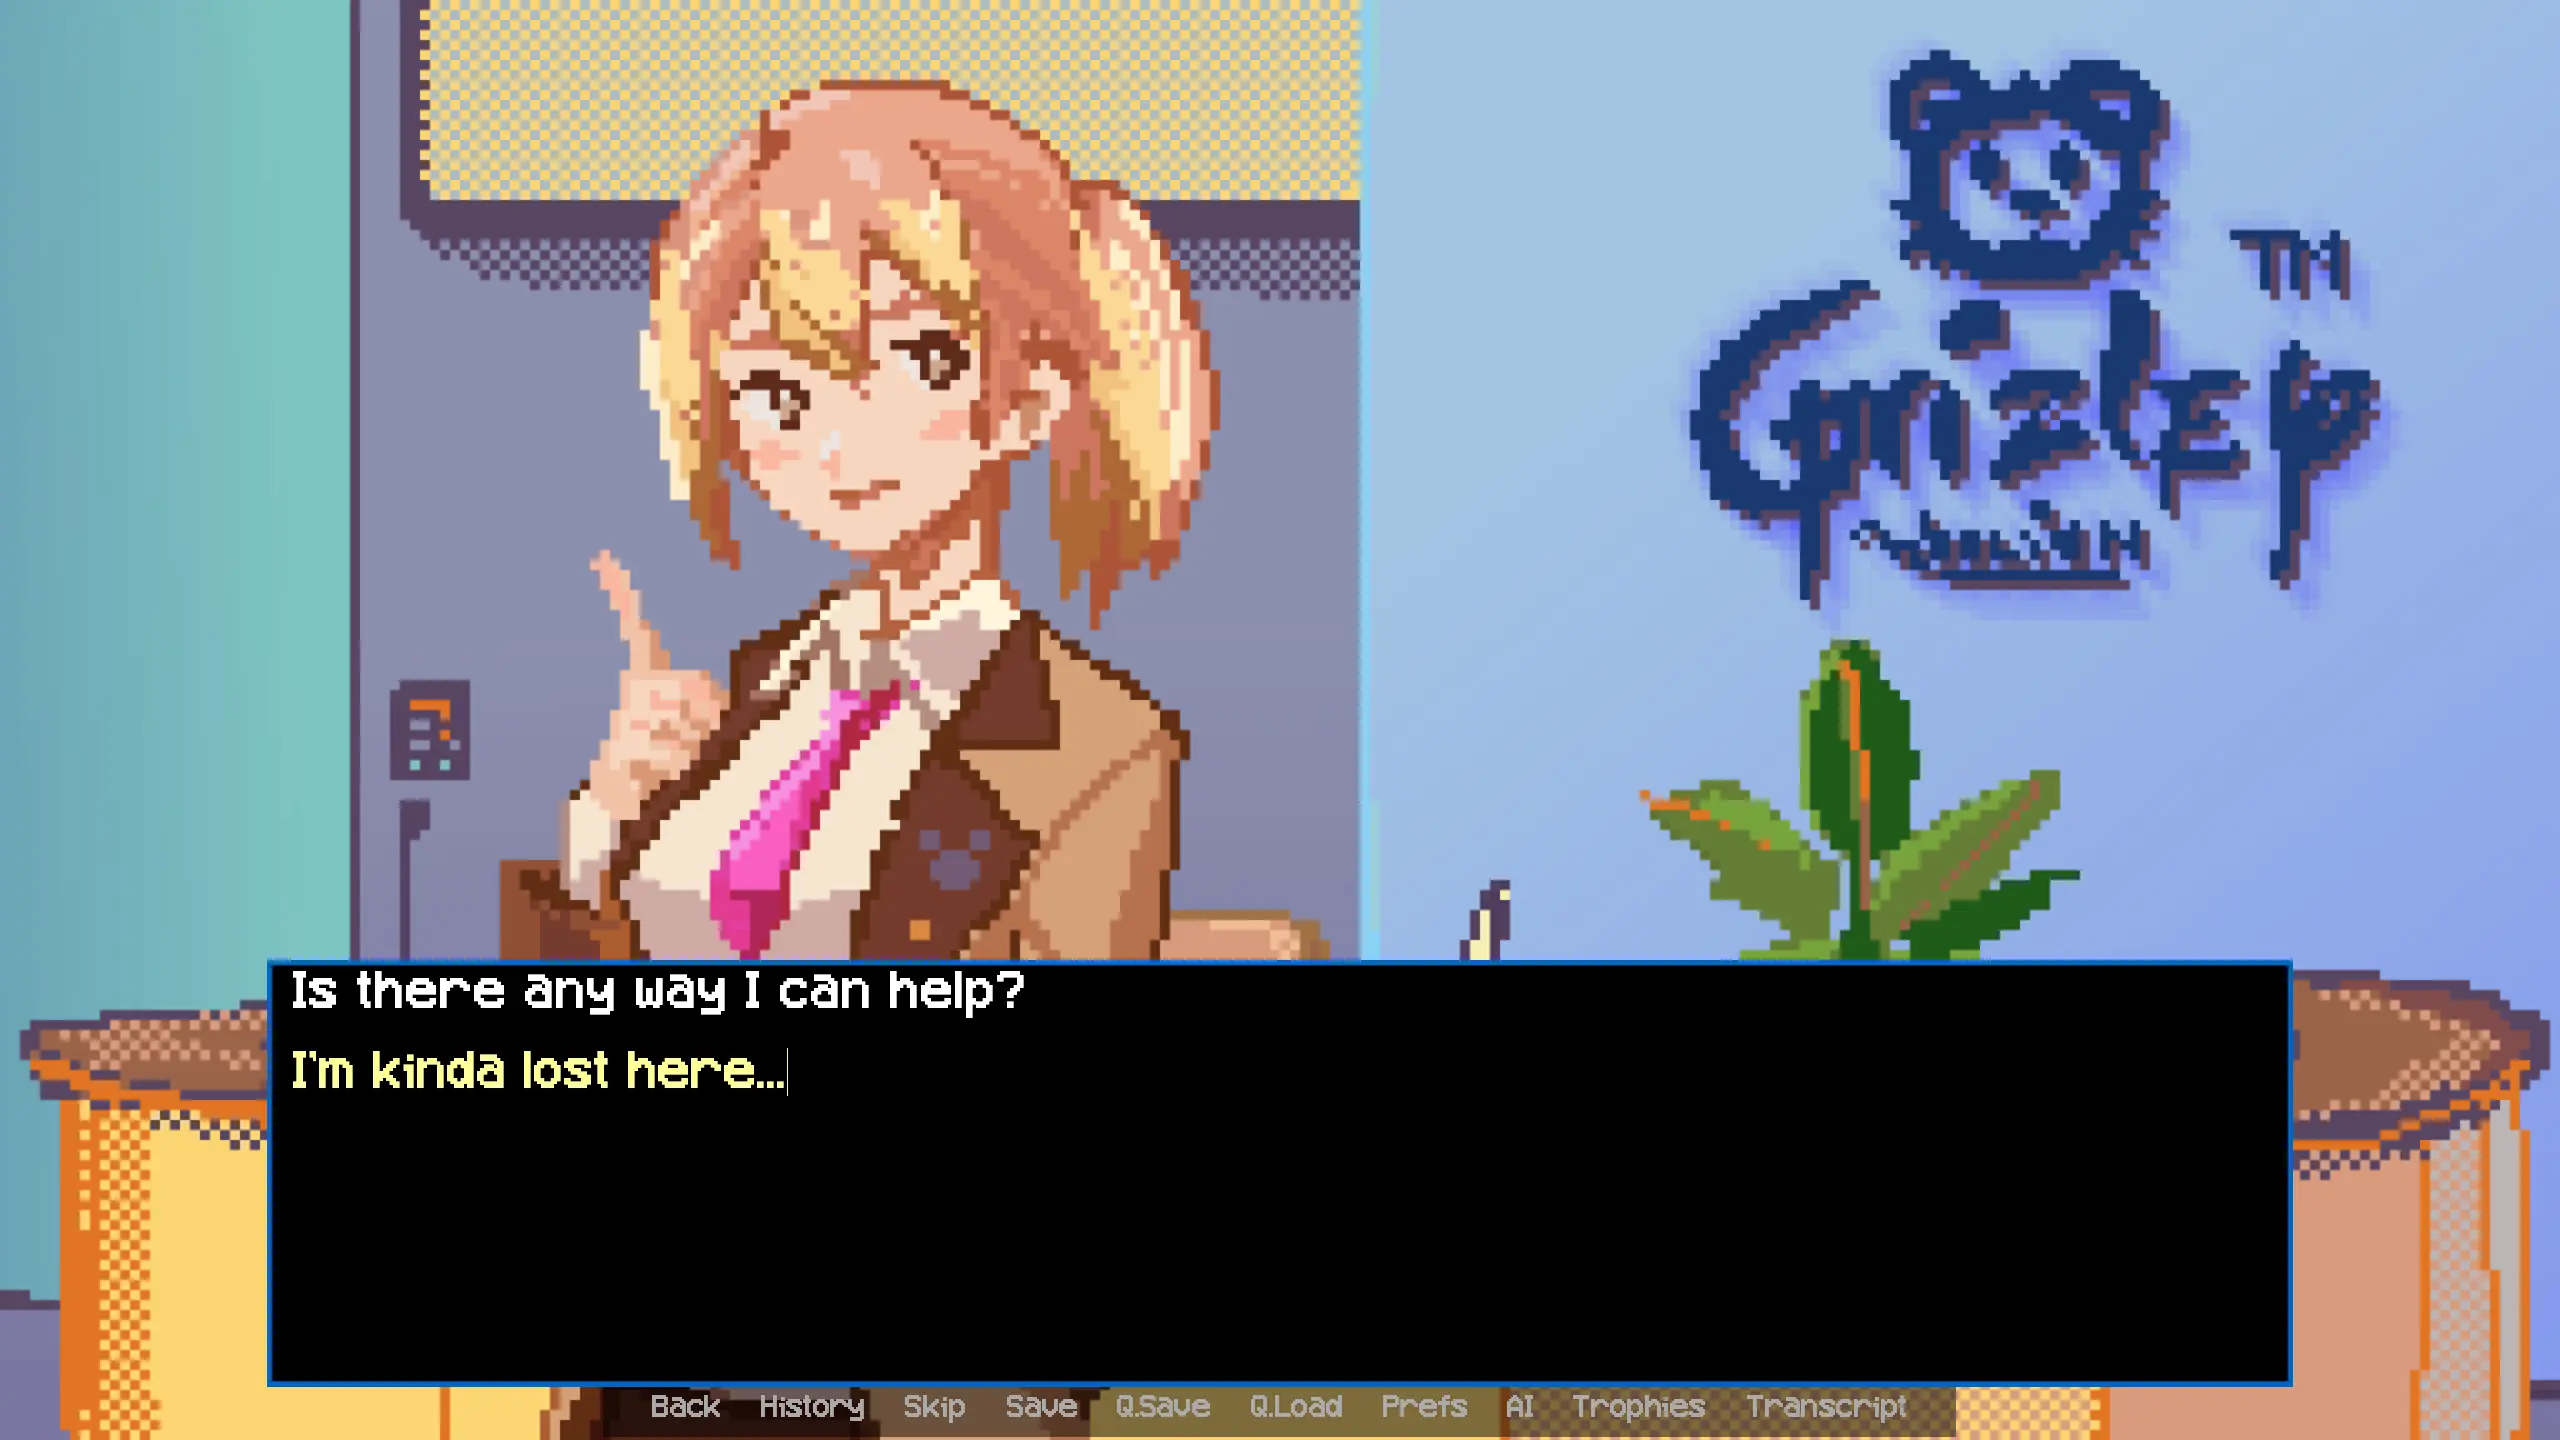 TM
Is there any way I can help?
I'm kinda lost here...
Back History Skip Save Q.Save Q.Load Prefs AI Trophies Transcript